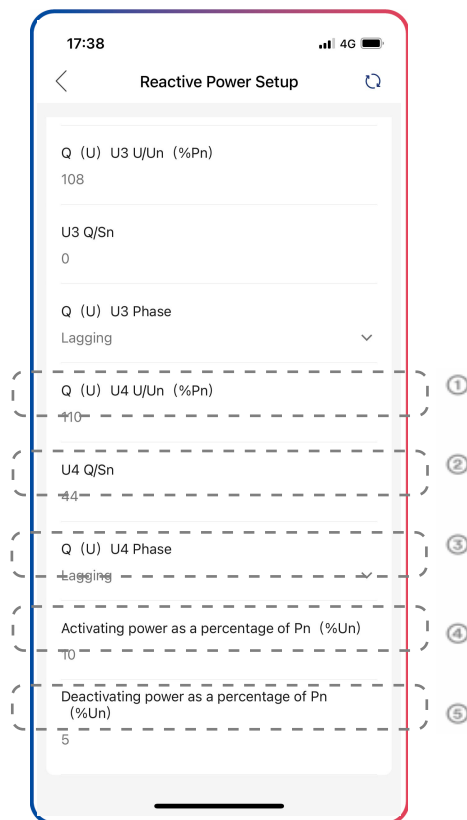 17:38
4G
Reactive Power Setup
Q（U）U3 U/Un（%Pn）
108
U3 Q/Sn
0
Q（U）U3 Phase
Lagging
Q（U）U4 U/Un（%Pn）
①
110
U4 Q/Sn
②
44
Q（U）U4 Phase
③
Lagging
Activating power as a percentage of Pn（%Un）
④
10
Deactivating power as a percentage of Pn
（%Un）
⑤
5